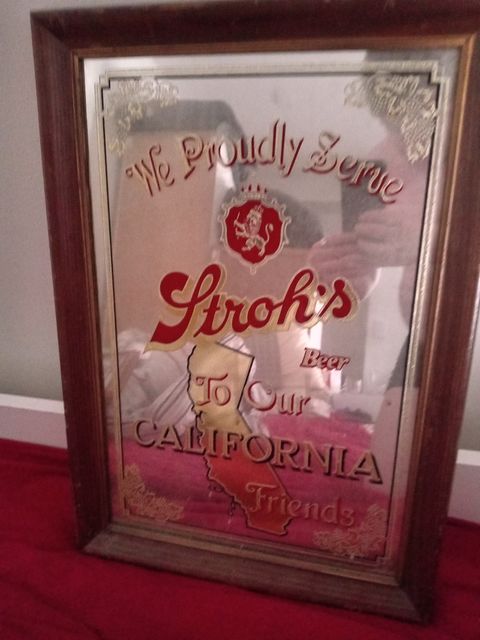 We Proudly Serve
Stroh's
Beer
To Our
CALIFORNIA
Friends